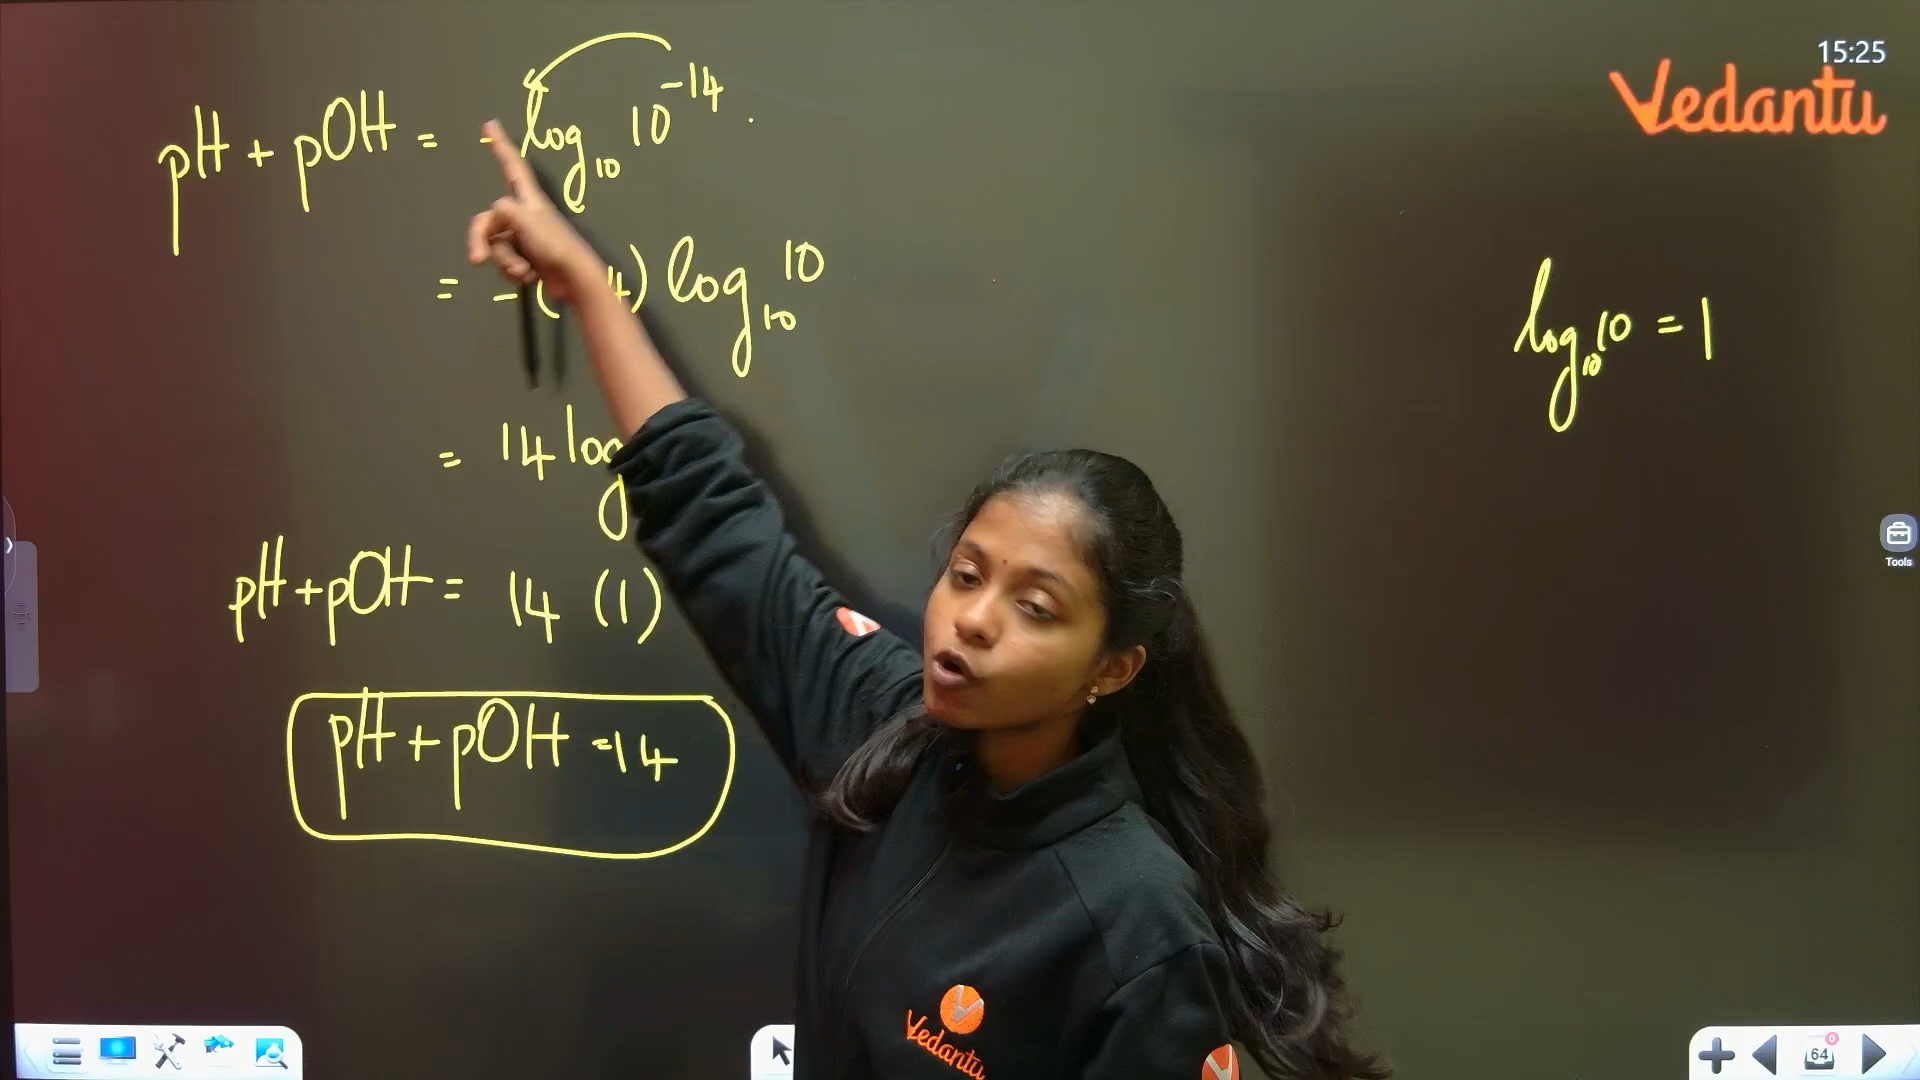 15:25
Vedantu
pH + pOH = - log₁₀ 10⁻¹⁴.
= - ( 4) log₁₀ 10
log₁₀ 10 = 1
= 14 log
pH + pOH = 14 (1)
pH + pOH = 14
Tools
Vedantu
64
0